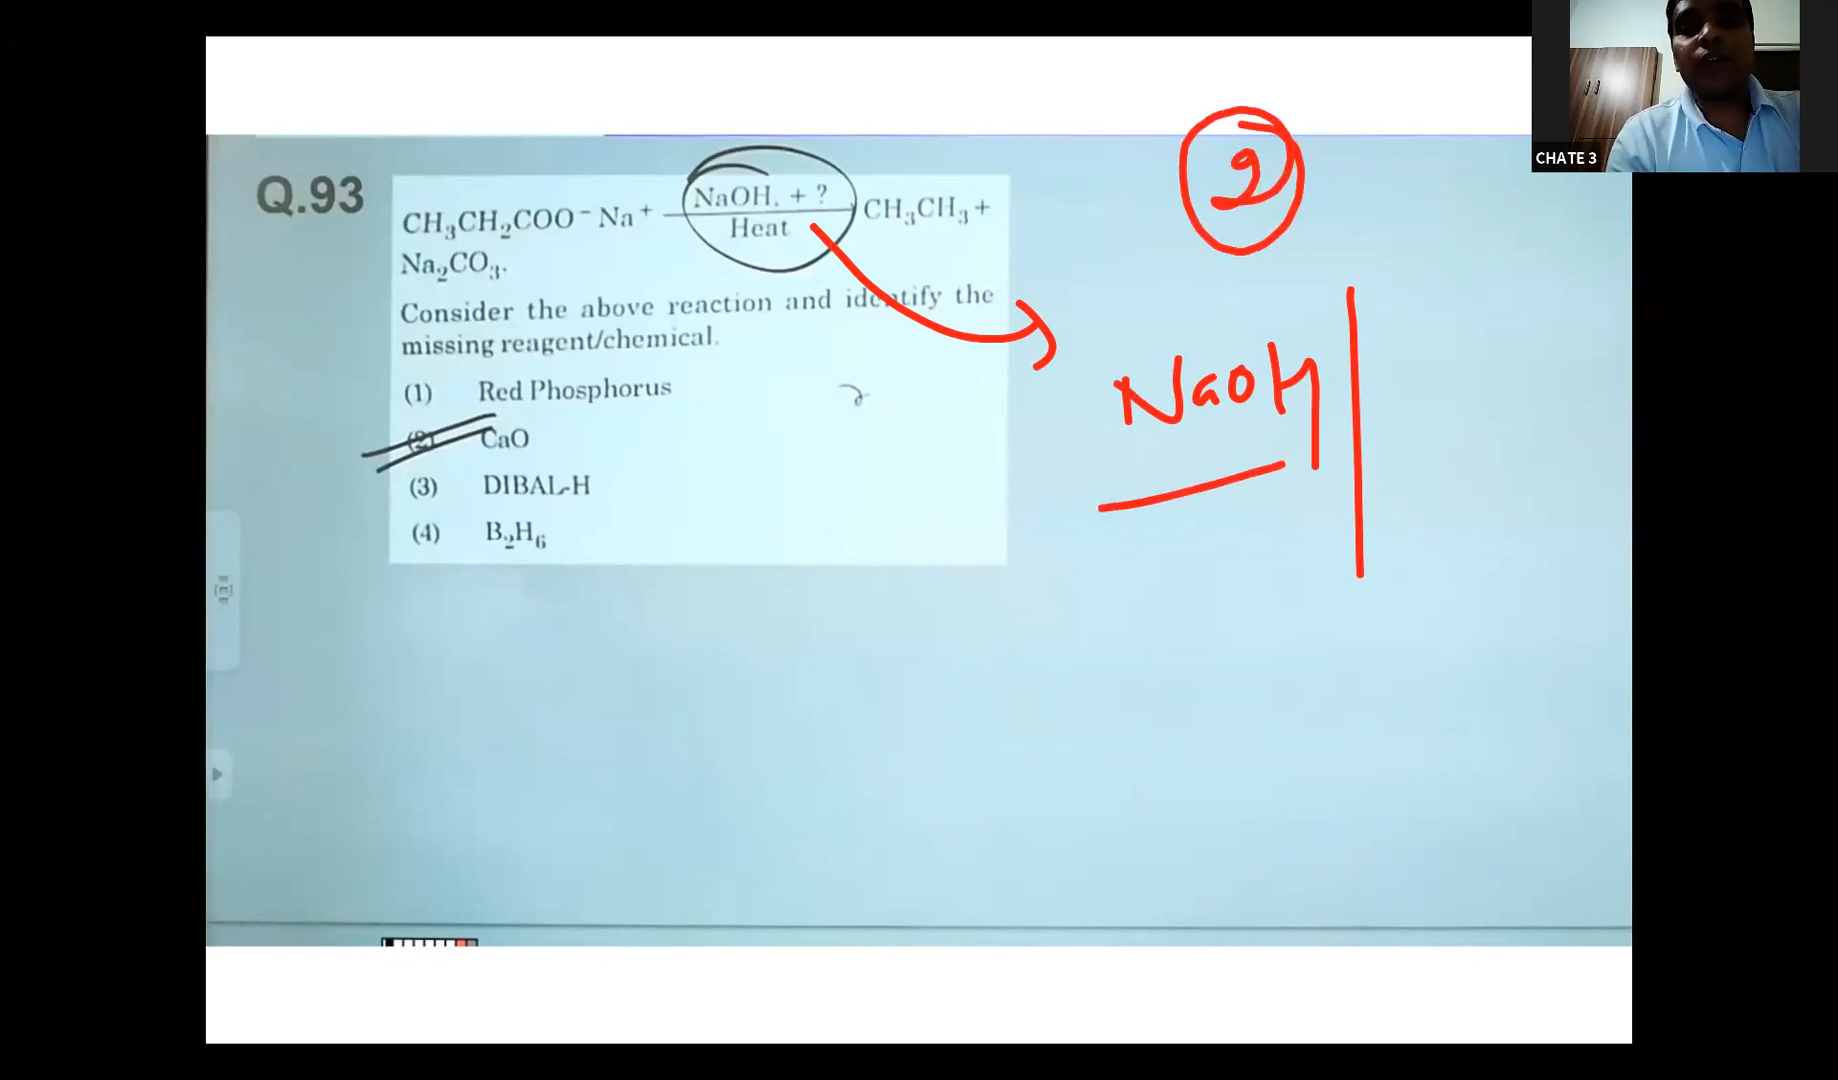 CHATE 3
Q.93
CH₃CH₂COO⁻ Na⁺ NaOH, + ? / Heat CH₃CH₃ +
Na₂CO₃.
Consider the above reaction and identify the
missing reagent/chemical.
(1) Red Phosphorus
(2) CaO
(3) DIBAL-H
(4) B₂H₆
2
NaOH